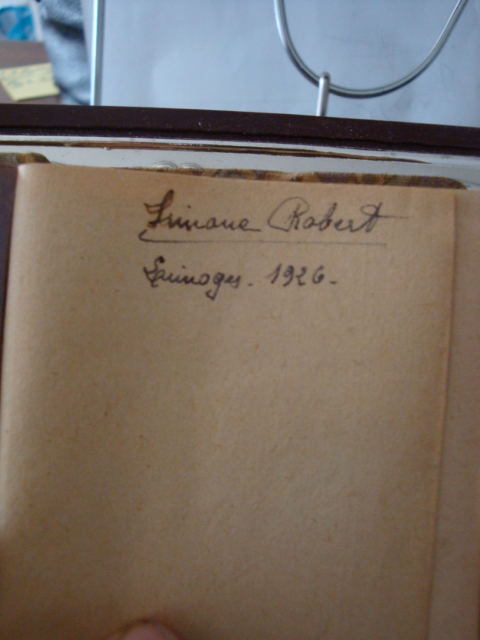 Simone Robert
Limoges. 1926.